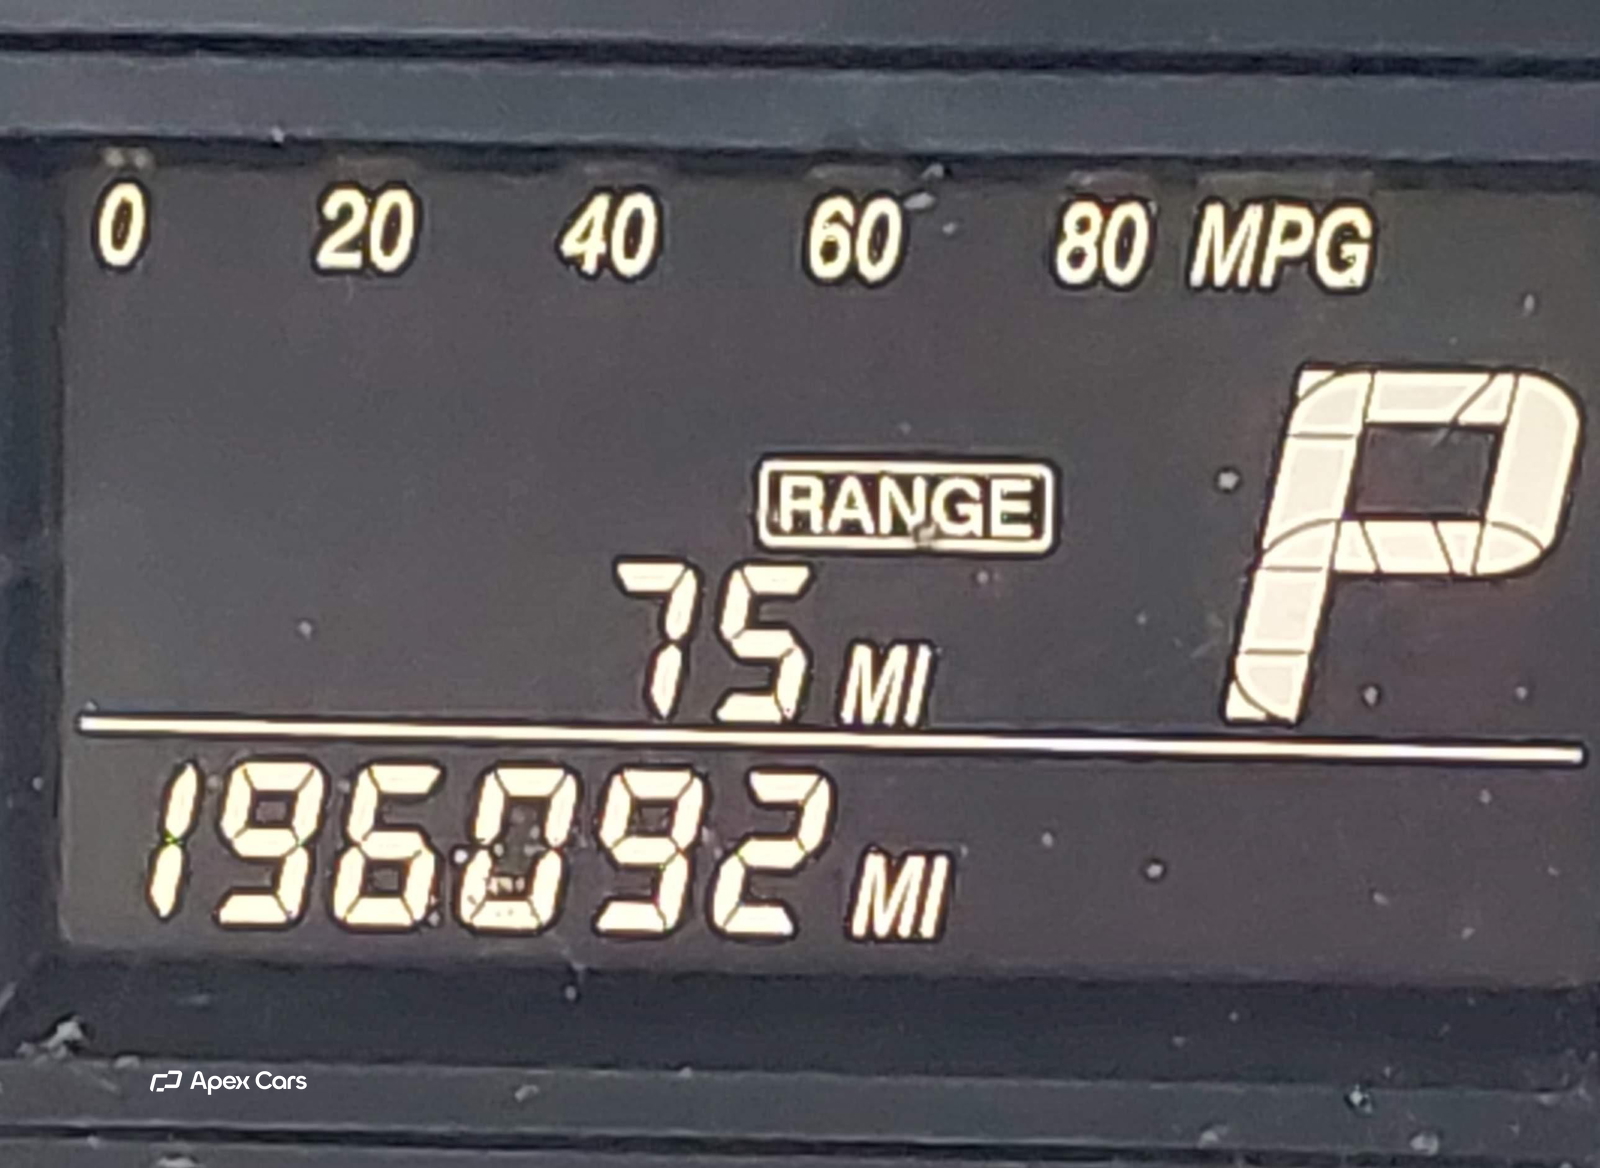 0 20 40 60 80 MPG
RANGE
P
75 MI
196092 MI
Apex Cars